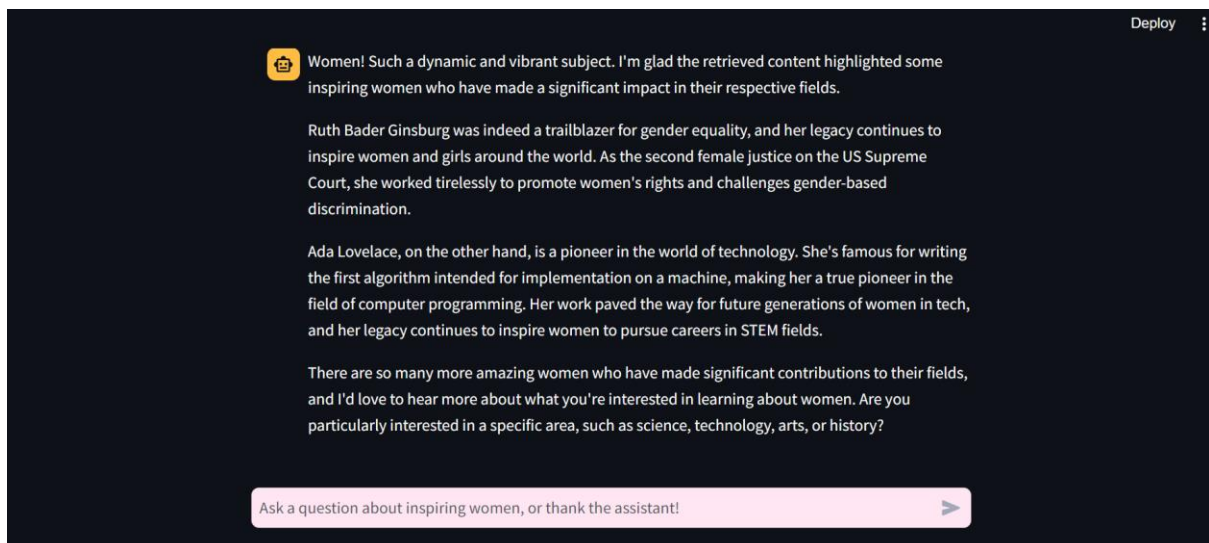 Deploy
Women! Such a dynamic and vibrant subject. I'm glad the retrieved content highlighted some
inspiring women who have made a significant impact in their respective fields.
Ruth Bader Ginsburg was indeed a trailblazer for gender equality, and her legacy continues to
inspire women and girls around the world. As the second female justice on the US Supreme
Court, she worked tirelessly to promote women's rights and challenges gender-based
discrimination.
Ada Lovelace, on the other hand, is a pioneer in the world of technology. She's famous for writing
the first algorithm intended for implementation on a machine, making her a true pioneer in the
field of computer programming. Her work paved the way for future generations of women in tech,
and her legacy continues to inspire women to pursue careers in STEM fields.
There are so many more amazing women who have made significant contributions to their fields,
and I'd love to hear more about what you're interested in learning about women. Are you
particularly interested in a specific area, such as science, technology, arts, or history?
Ask a question about inspiring women, or thank the assistant!